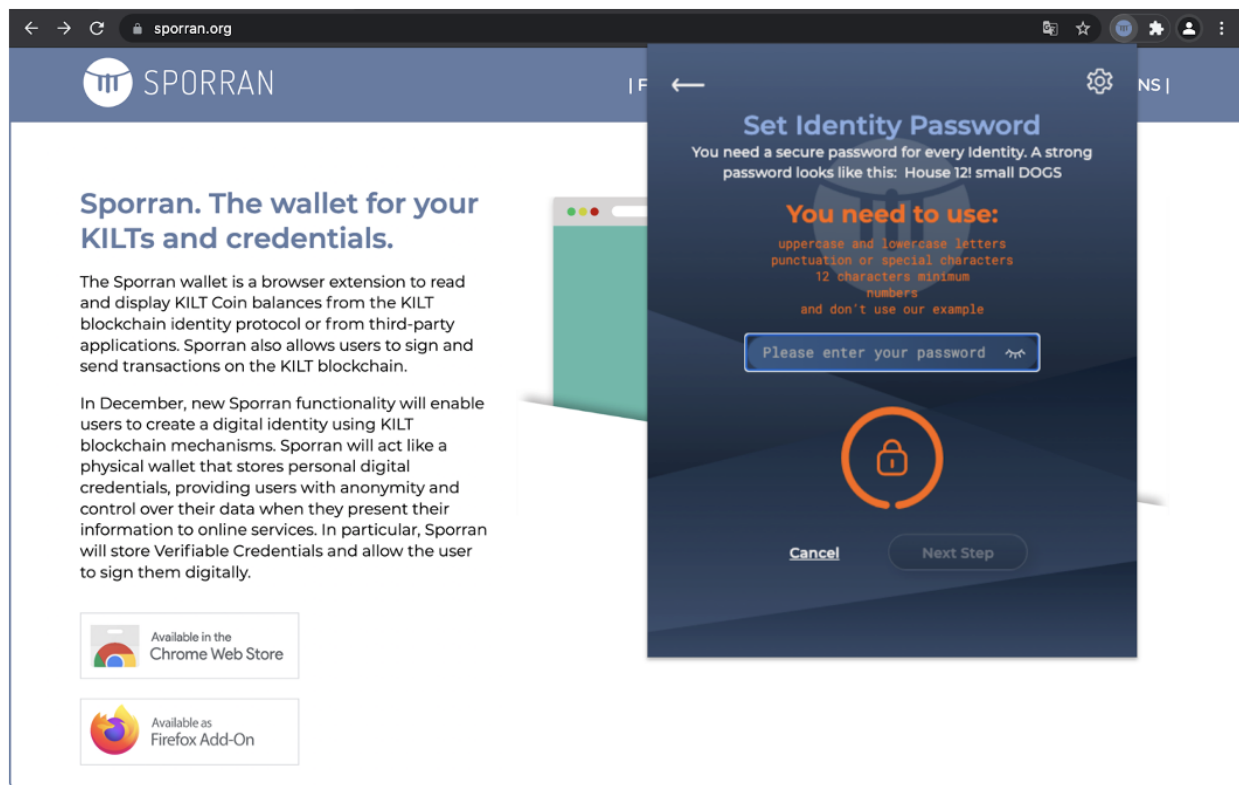 sporran.org
SPORRAN
| F
NS |
Set Identity Password
You need a secure password for every Identity. A strong
password looks like this: House 12! small DOGS
You need to use:
uppercase and lowercase letters
punctuation or special characters
12 characters minimum
numbers
and don't use our example
Please enter your password
Cancel
Next Step
Sporran. The wallet for your
KILTs and credentials.
The Sporran wallet is a browser extension to read
and display KILT Coin balances from the KILT
blockchain identity protocol or from third-party
applications. Sporran also allows users to sign and
send transactions on the KILT blockchain.
In December, new Sporran functionality will enable
users to create a digital identity using KILT
blockchain mechanisms. Sporran will act like a
physical wallet that stores personal digital
credentials, providing users with anonymity and
control over their data when they present their
information to online services. In particular, Sporran
will store Verifiable Credentials and allow the user
to sign them digitally.
Available in the
Chrome Web Store
Available as
Firefox Add-On